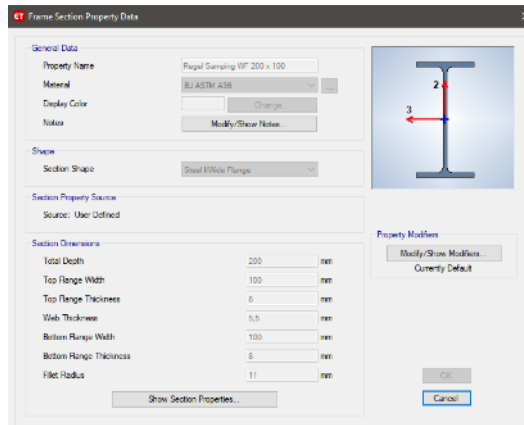 Frame Section Property Data
General Data
Property Name
Regel Samping WF 200 x 100
Material
BJ ASTM A36
...
Display Color
Change...
Notes
Modify/Show Notes...
2
3
Shape
Section Shape
Steel I/Wide Flange
Section Property Source
Source: User Defined
Property Modifiers
Modify/Show Modifiers...
Currently Default
Section Dimensions
Total Depth
200
mm
Top Flange Width
100
mm
Top Flange Thickness
8
mm
Web Thickness
5,5
mm
Bottom Flange Width
100
mm
Bottom Flange Thickness
8
mm
Fillet Radius
11
mm
Show Section Properties...
OK
Cancel